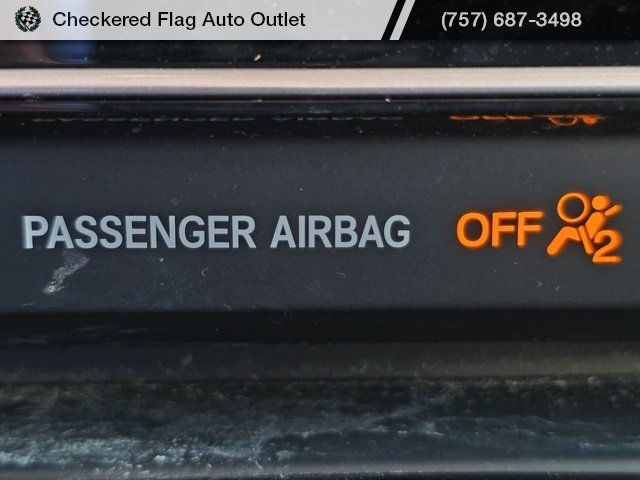 Checkered Flag Auto Outlet (757) 687-3498
PASSENGER AIRBAG OFF 2